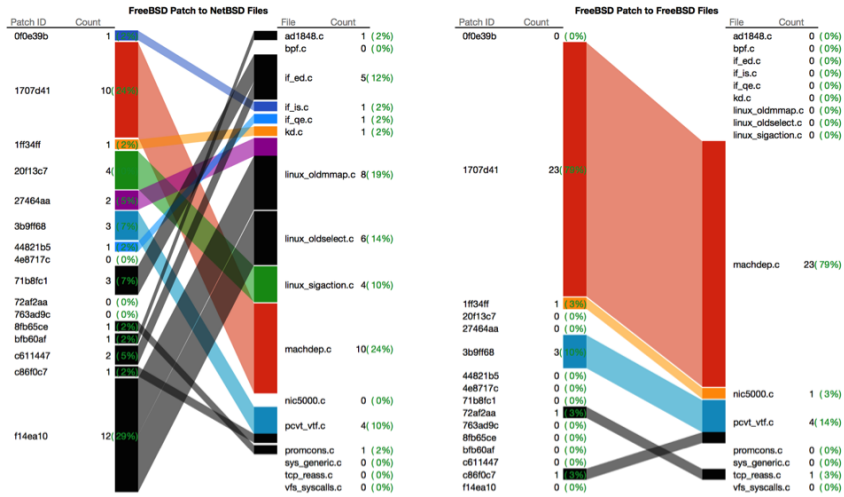 FreeBSD Patch to NetBSD Files
Patch ID Count
0f0e39b 1
1707d41 10
1ff34ff 1 (2%)
20f13c7 4
27464aa 2 (5%)
3b9ff68 3 (7%)
44821b5 1 (2%)
4e8717c 0 (0%)
71b8fc1 3 (7%)
72af2aa 0 (0%)
763ad9c 0 (0%)
8fb65ce 1 (2%)
bfb60af 1 (2%)
c611447 2 (5%)
c86f0c7 1 (2%)
f14ea10 12(29%)
File Count
ad1848.c 1 (2%)
bpf.c 0 (0%)
if_ed.c 5(12%)
if_is.c 1 (2%)
if_qe.c 1 (2%)
kd.c 1 (2%)
linux_oldmmap.c 8(19%)
linux_oldselect.c 6(14%)
linux_sigaction.c 4(10%)
machdep.c 10(24%)
nic5000.c 0 (0%)
pcvt_vtf.c 4(10%)
promcons.c 1 (2%)
sys_generic.c 0 (0%)
tcp_reass.c 0 (0%)
vfs_syscalls.c 0 (0%)
FreeBSD Patch to FreeBSD Files
Patch ID Count
0f0e39b 0 (0%)
1707d41 23
1ff34ff 1 (3%)
20f13c7 0 (0%)
27464aa 0 (0%)
3b9ff68 3(10%)
44821b5 0 (0%)
4e8717c 0 (0%)
71b8fc1 0 (0%)
72af2aa 1 (3%)
763ad9c 0 (0%)
8fb65ce 0 (0%)
bfb60af 0 (0%)
c611447 0 (0%)
c86f0c7 1 (3%)
f14ea10 0 (0%)
File Count
ad1848.c 0 (0%)
bpf.c 0 (0%)
if_ed.c 0 (0%)
if_is.c 0 (0%)
if_qe.c 0 (0%)
kd.c 0 (0%)
linux_oldmmap.c 0 (0%)
linux_oldselect.c 0 (0%)
linux_sigaction.c 0 (0%)
machdep.c 23(79%)
nic5000.c 1 (3%)
pcvt_vtf.c 4(14%)
promcons.c 0 (0%)
sys_generic.c 0 (0%)
tcp_reass.c 1 (3%)
vfs_syscalls.c 0 (0%)